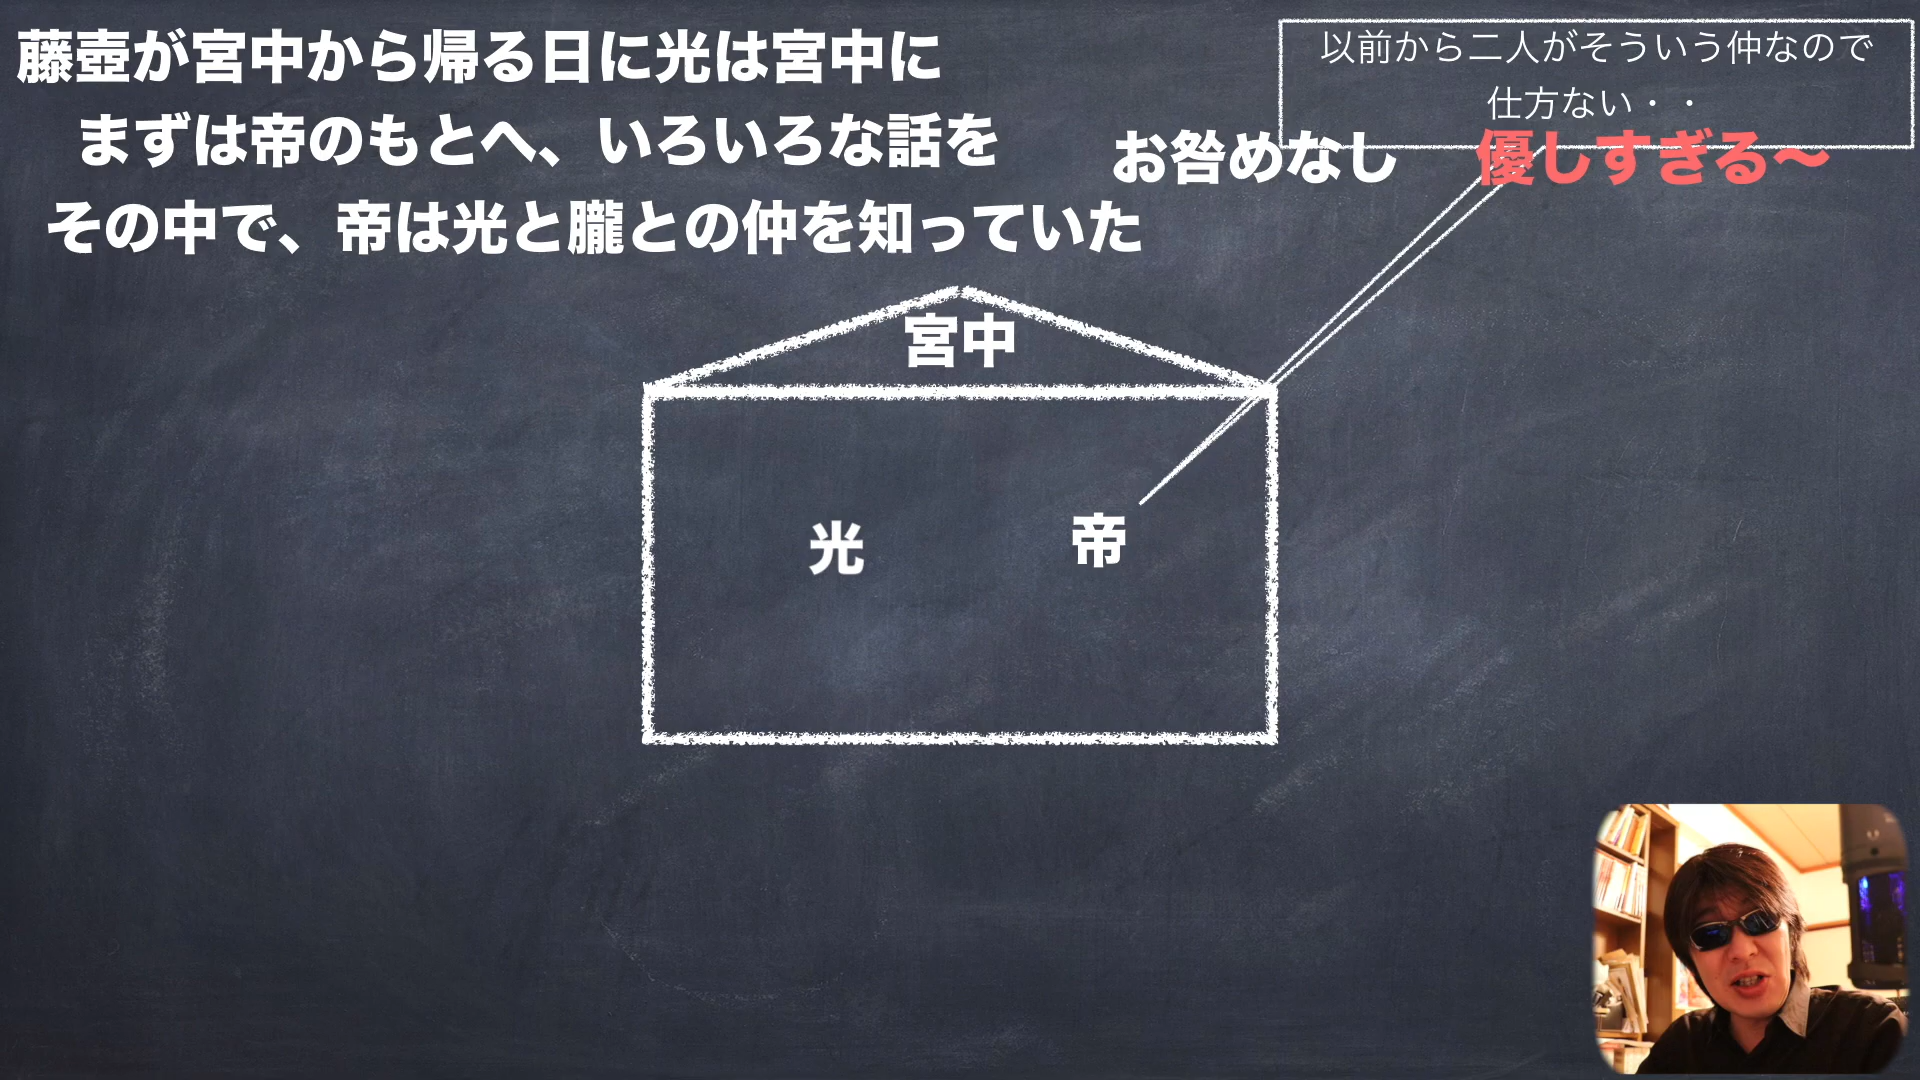 藤壺が宮中から帰る日に光は宮中に
まずは帝のもとへ、いろいろな話を
その中で、帝は光と朧との仲を知っていた
以前から二人がそういう仲なので
仕方ない・・
お咎めなし
優しすぎる〜
宮中
光
帝